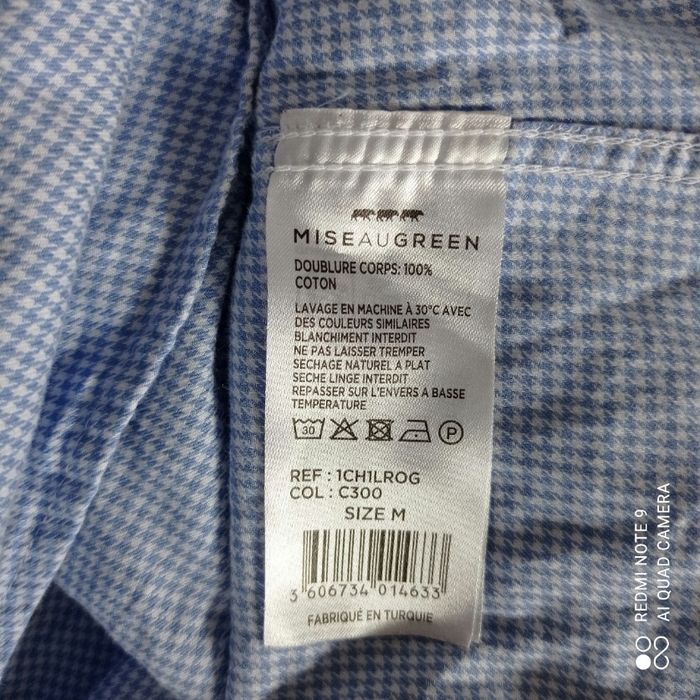 MISEAUGREEN
DOUBLURE CORPS: 100%
COTON
LAVAGE EN MACHINE À 30°C AVEC
DES COULEURS SIMILAIRES
BLANCHIMENT INTERDIT
NE PAS LAISSER TREMPER
SECHAGE NATUREL A PLAT
SECHE LINGE INTERDIT
REPASSER SUR L'ENVERS A BASSE
TEMPERATURE
30 P
REF : 1CH1LROG
COL : C300
SIZE M
3 606734 014633
FABRIQUÉ EN TURQUIE
REDMI NOTE 9
AI QUAD CAMERA